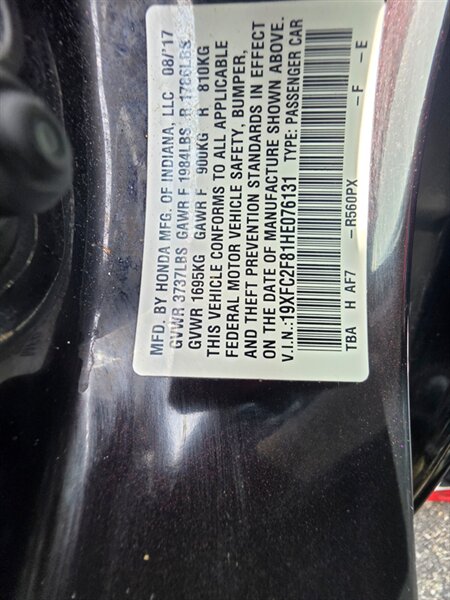 MFD. BY HONDA MFG. OF INDIANA, LLC 08/'17
GVWR 3737LBS GAWR F 1984LBS R 1786LBS
GVWR 1695KG GAWR F 900KG R 810KG
THIS VEHICLE CONFORMS TO ALL APPLICABLE
FEDERAL MOTOR VEHICLE SAFETY, BUMPER,
AND THEFT PREVENTION STANDARDS IN EFFECT
ON THE DATE OF MANUFACTURE SHOWN ABOVE.
V.I.N.:19XFC2F81HE076131 TYPE: PASSENGER CAR
TBA H AF7 -R560PX -F -E